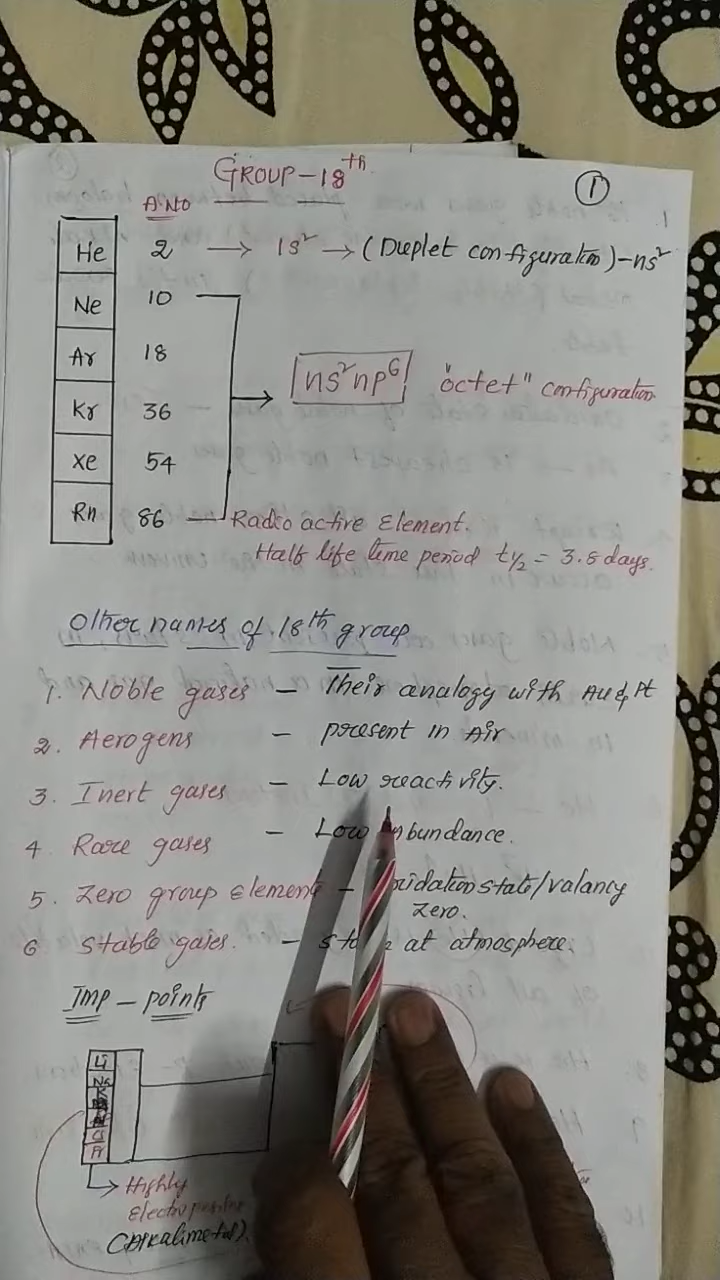 GROUP-18th
1
A.NO
He 2 → 1s² → (Duplet configuration)-ns²
Ne 10
Ar 18
ns²np⁶ "octet" configuration
Kr 36
Xe 54
Rn 86 — Radio active Element.
Half life time period t½ = 3.8 days.
Other names of 18th group
1. Noble gases - Their analogy with Au & Pt
2. Aerogens - present in Air
3. Inert gases - Low reactivity.
4 Rare gases - Low abundance.
5. Zero group Element - oxidation state/valancy
Zero.
6 Stable gases. - at atmosphere.
Imp - points
Li
Na
K
Fr
Highly
Electropositive
(Alkalimetal).